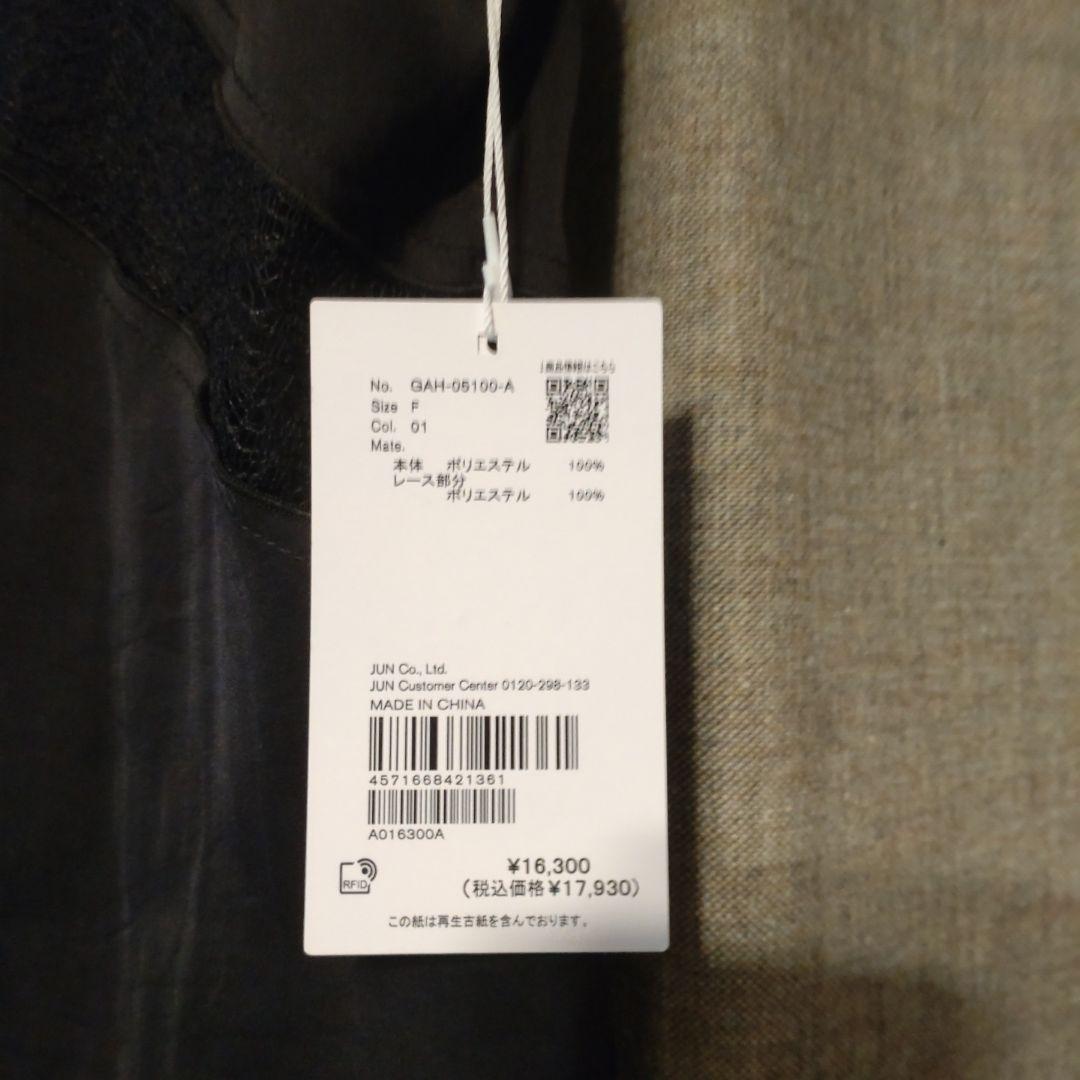 商品情報はこちら
No. GAH-05100-A
Size F
Col. 01
Mate.
本体 ポリエステル 100%
レース部分
ポリエステル 100%
JUN Co., Ltd.
JUN Customer Center 0120-298-133
MADE IN CHINA
4571668421361
A016300A
¥16,300
RFID
(税込価格¥17,930)
この紙は再生古紙を含んでおります。